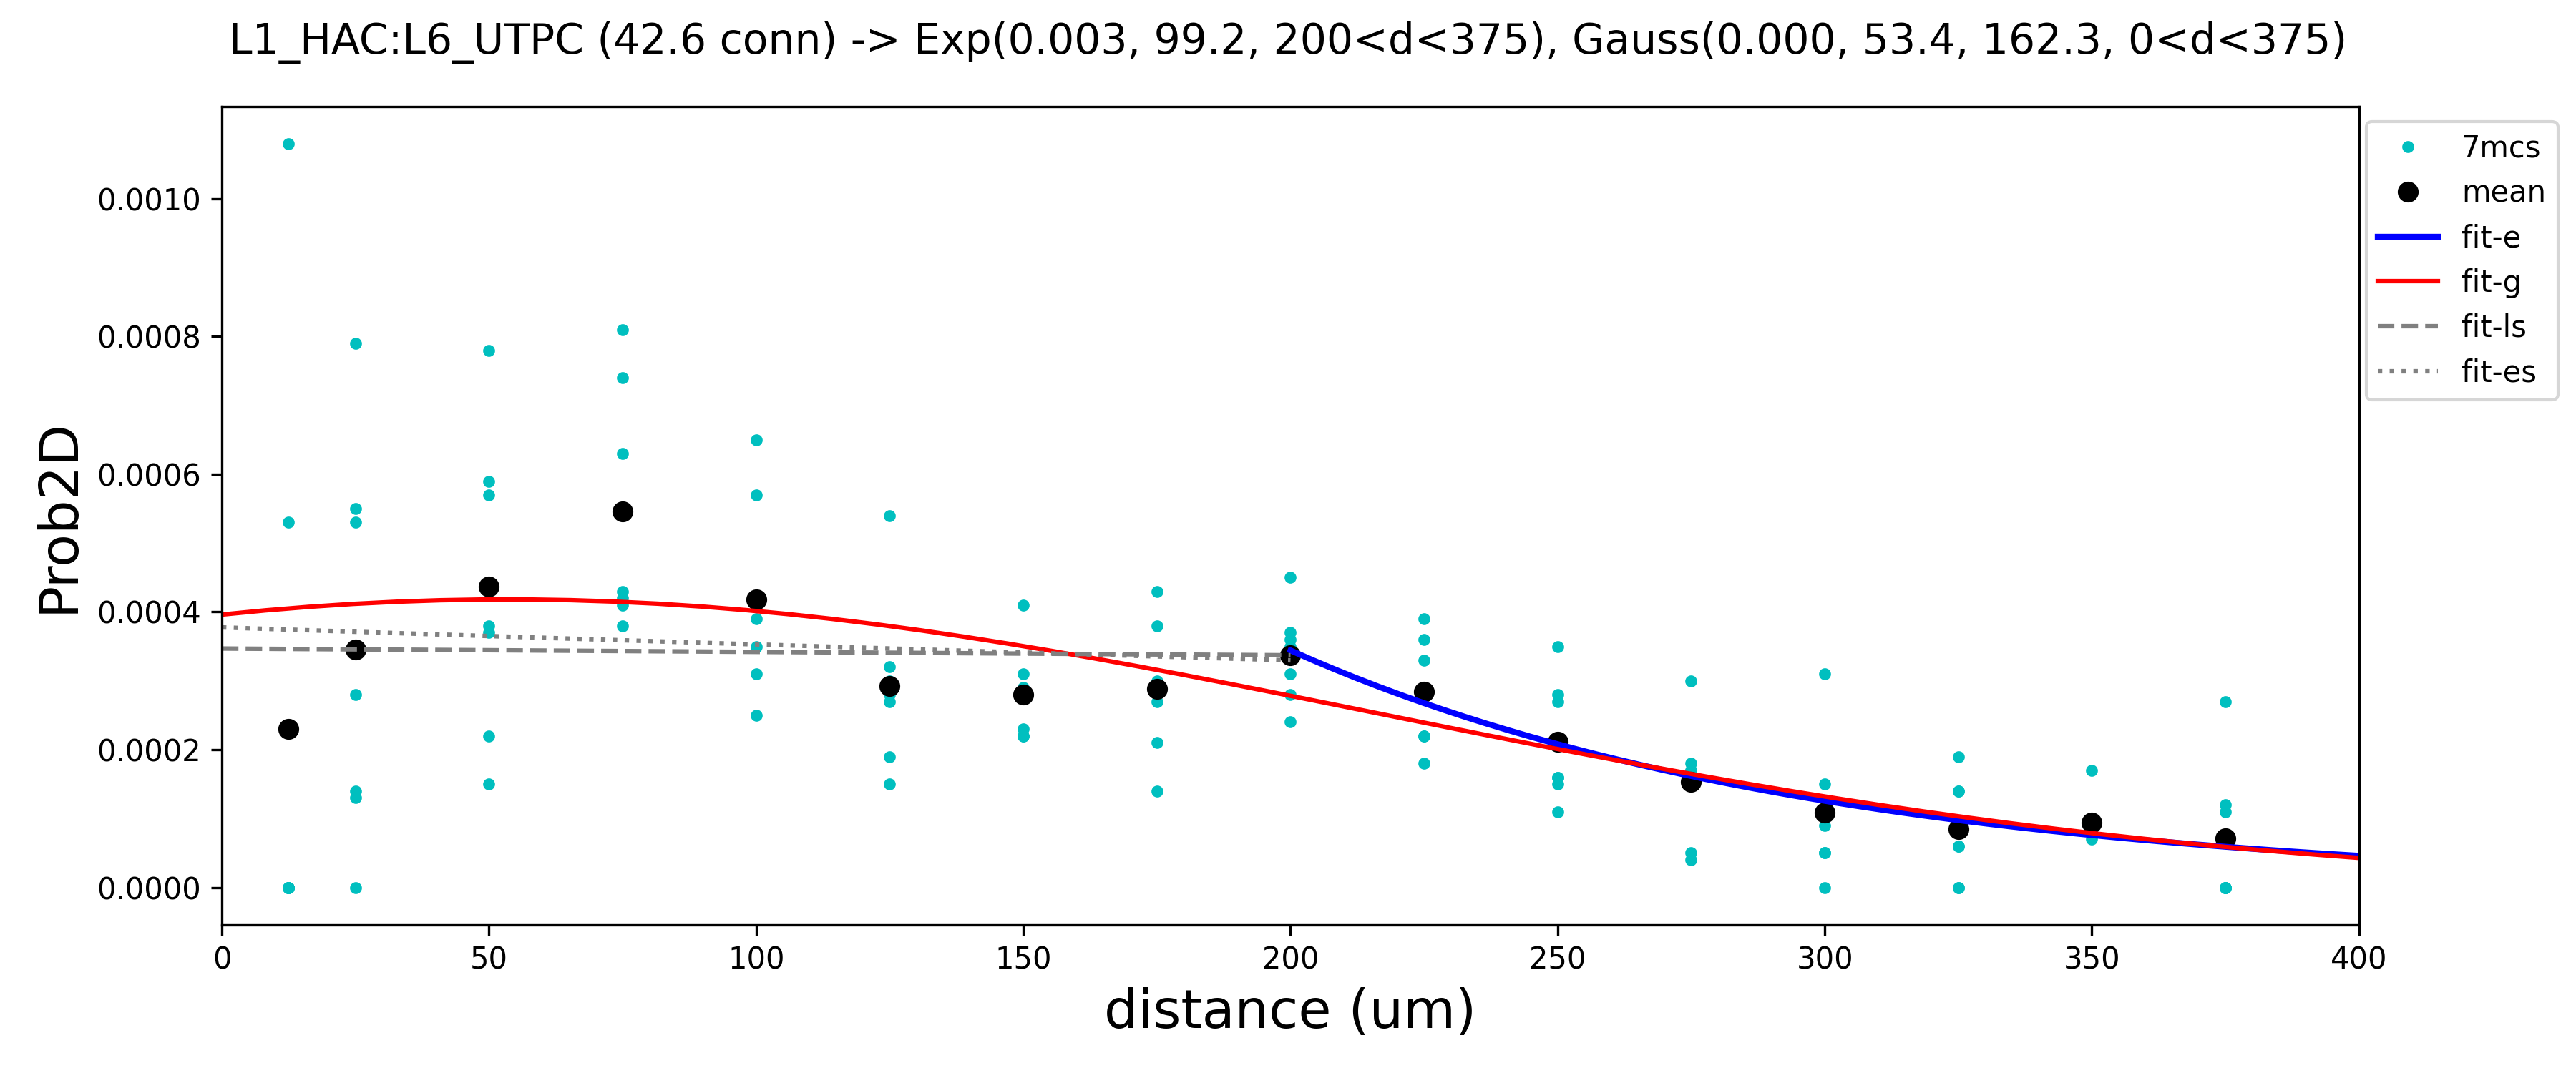 L1_HAC:L6_UTPC (42.6 conn) -> Exp(0.003, 99.2, 200<d<375), Gauss(0.000, 53.4, 162.3, 0<d<375)
7mcs
mean
fit-e
fit-g
fit-ls
fit-es
Prob2D
0.0010
0.0008
0.0006
0.0004
0.0002
0.0000
0 50 100 150 200 250 300 350 400
distance (um)